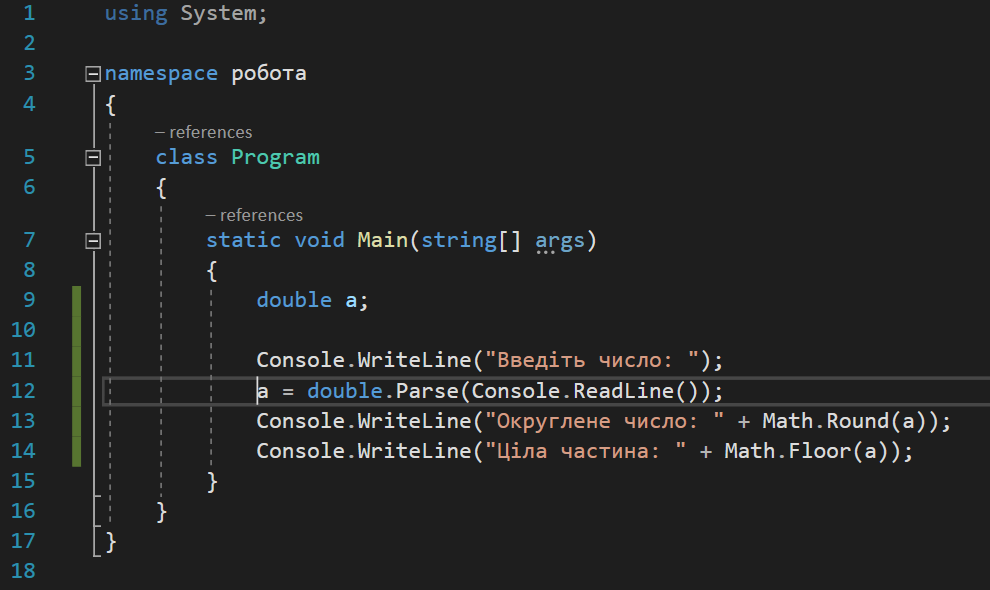 1 using System;
2
3 namespace робота
4 {
– references
5 class Program
6 {
– references
7 static void Main(string[] args)
8 {
9 double a;
10
11 Console.WriteLine("Введіть число: ");
12 a = double.Parse(Console.ReadLine());
13 Console.WriteLine("Округлене число: " + Math.Round(a));
14 Console.WriteLine("Ціла частина: " + Math.Floor(a));
15 }
16 }
17 }
18